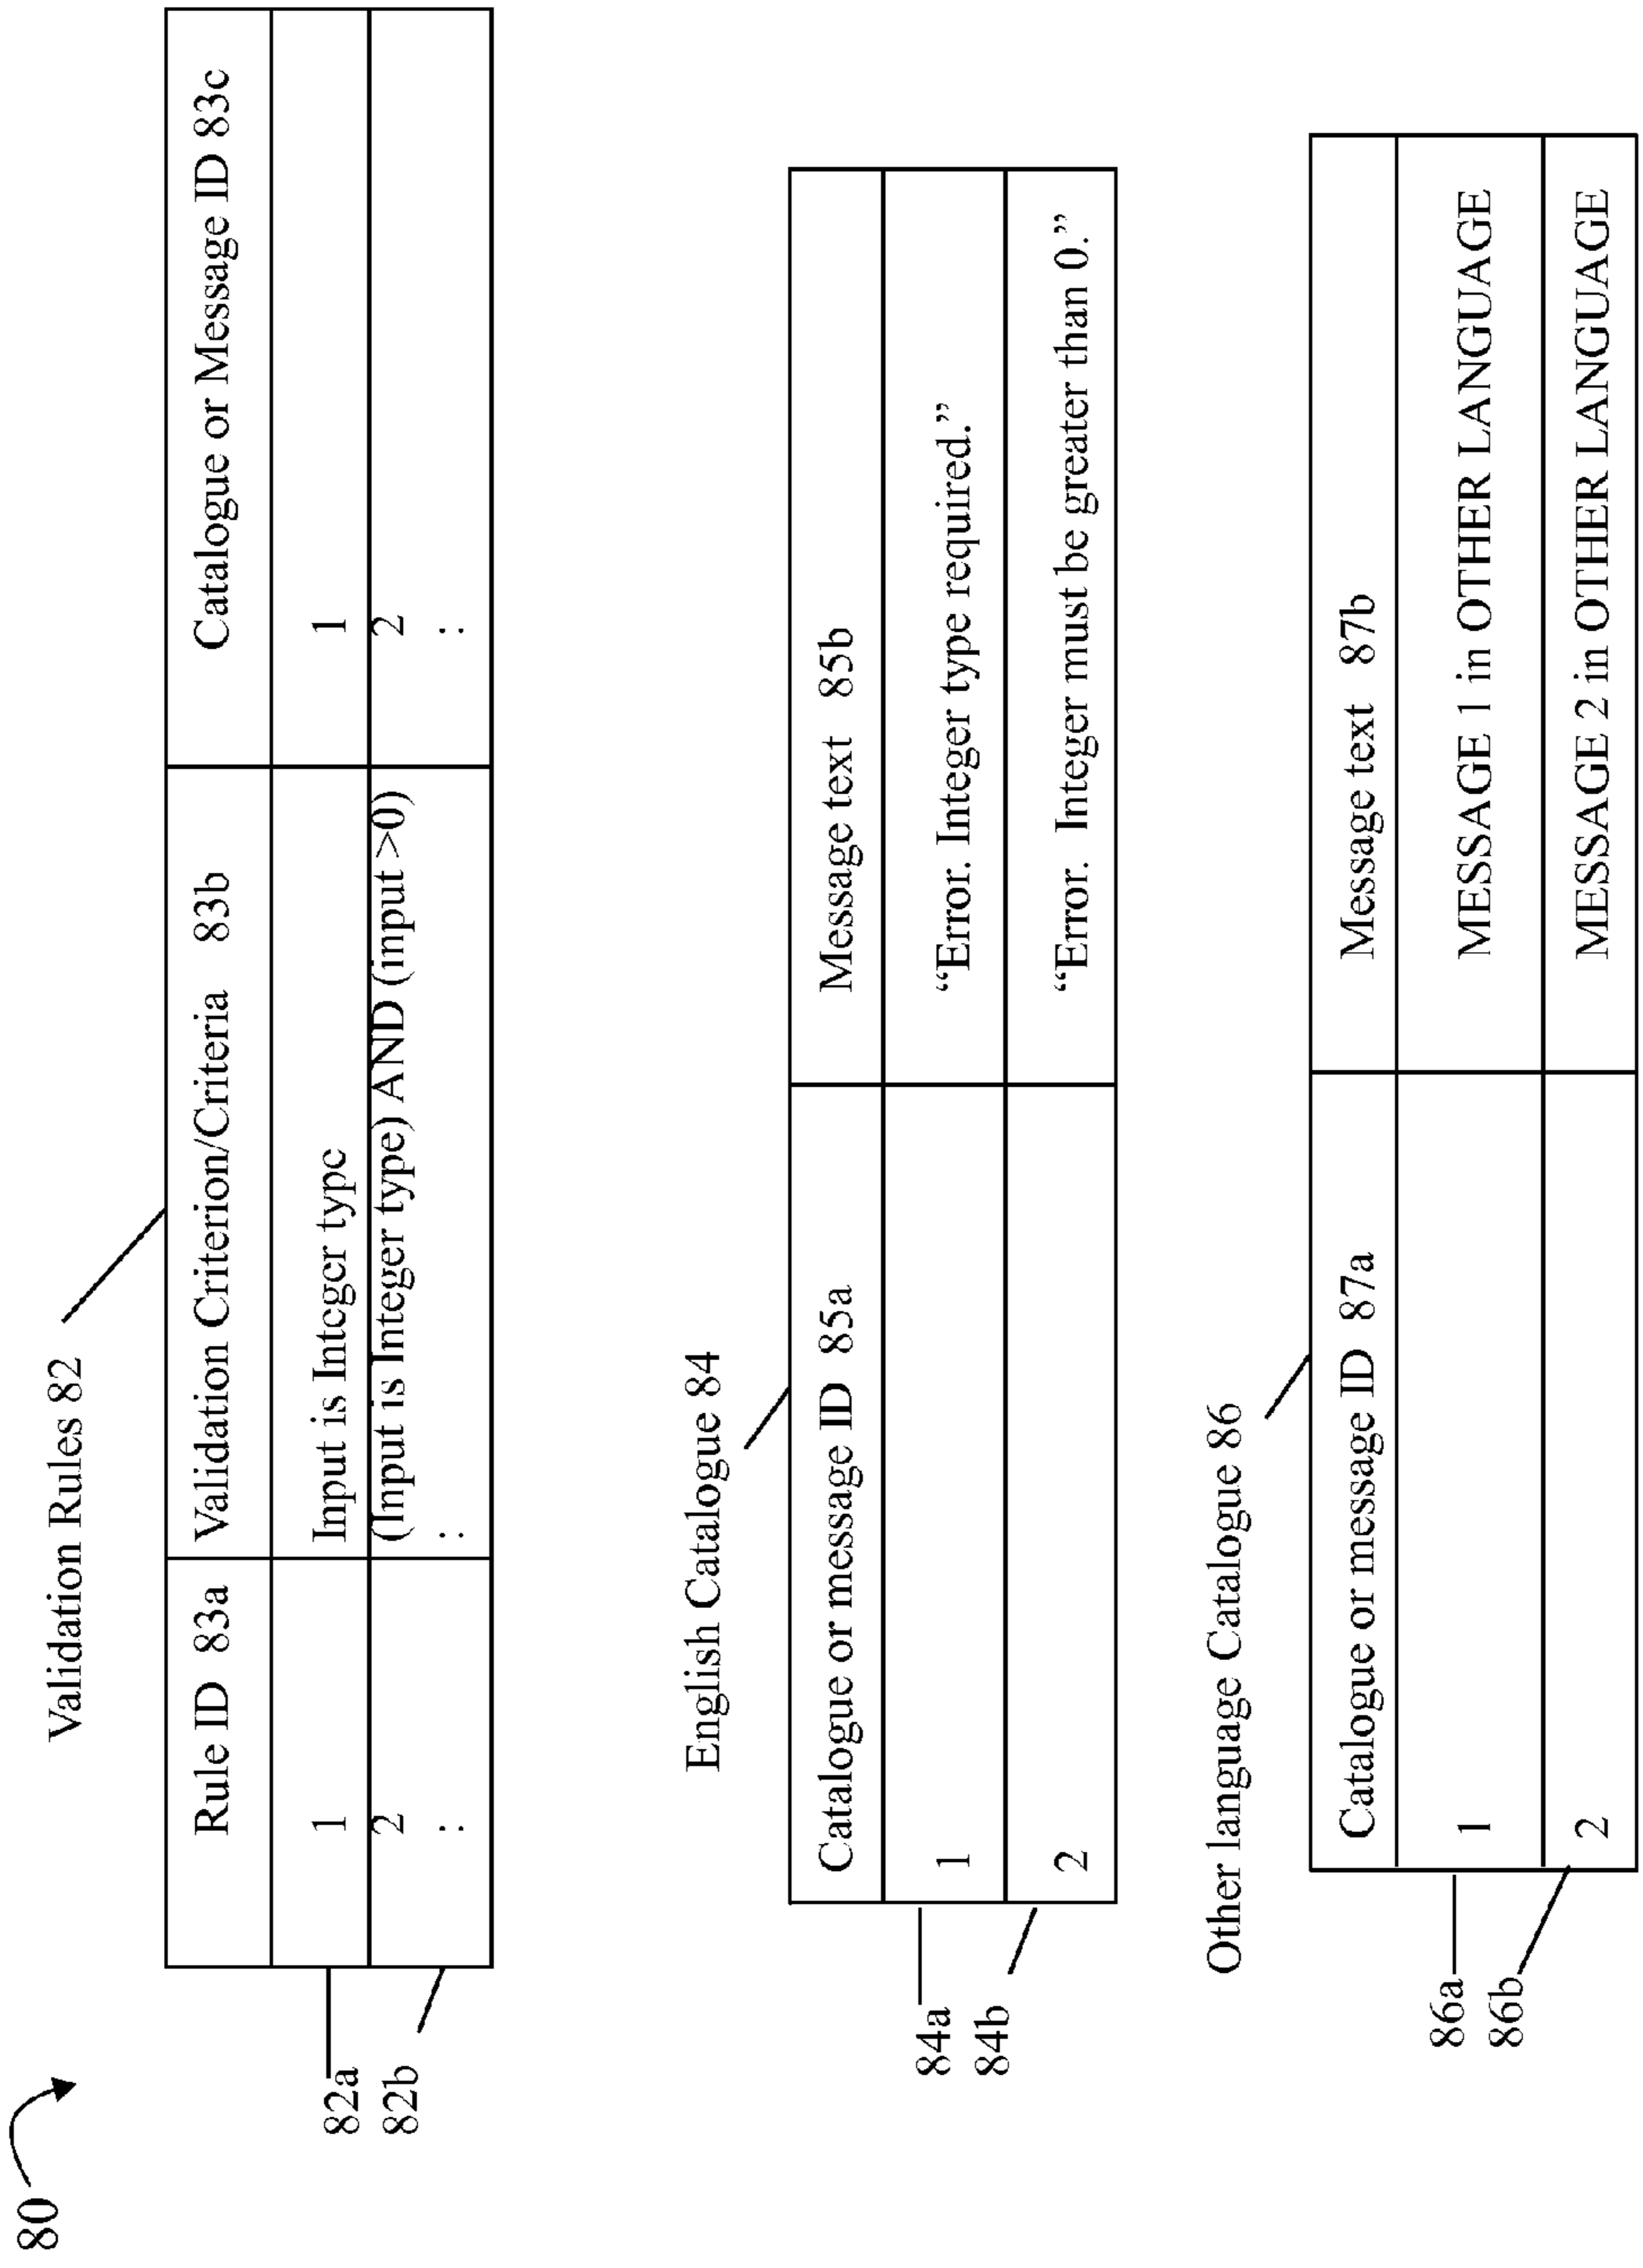 80
Validation Rules 82
Rule ID 83a Validation Criterion/Criteria 83b Catalogue or Message ID 83c
82a 1 Input is Integer type 1
82b 2 (Input is Integer type) AND (input >0) 2
: : :
English Catalogue 84
Catalogue or message ID 85a Message text 85b
84a 1 “Error. Integer type required.”
84b 2 “Error. Integer must be greater than 0.”
Other language Catalogue 86
Catalogue or message ID 87a Message text 87b
86a 1 MESSAGE 1 in OTHER LANGUAGE
86b 2 MESSAGE 2 in OTHER LANGUAGE